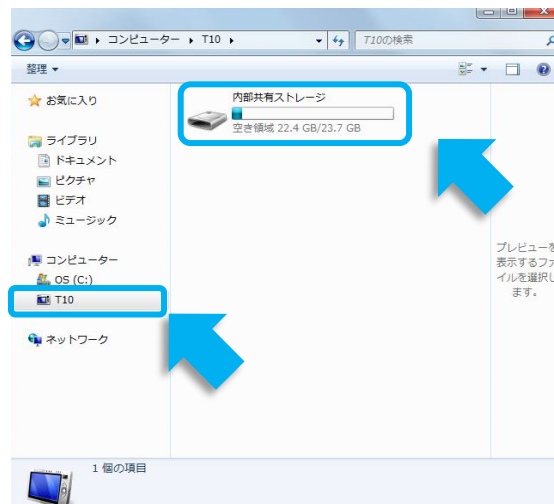 コンピューター ▸ T10 ▸
T10の検索
整理
お気に入り
ライブラリ
ドキュメント
ピクチャ
ビデオ
ミュージック
コンピューター
OS (C:)
T10
ネットワーク
内部共有ストレージ
空き領域 22.4 GB/23.7 GB
プレビューを
表示するファ
イルを選択し
ます。
1 個の項目